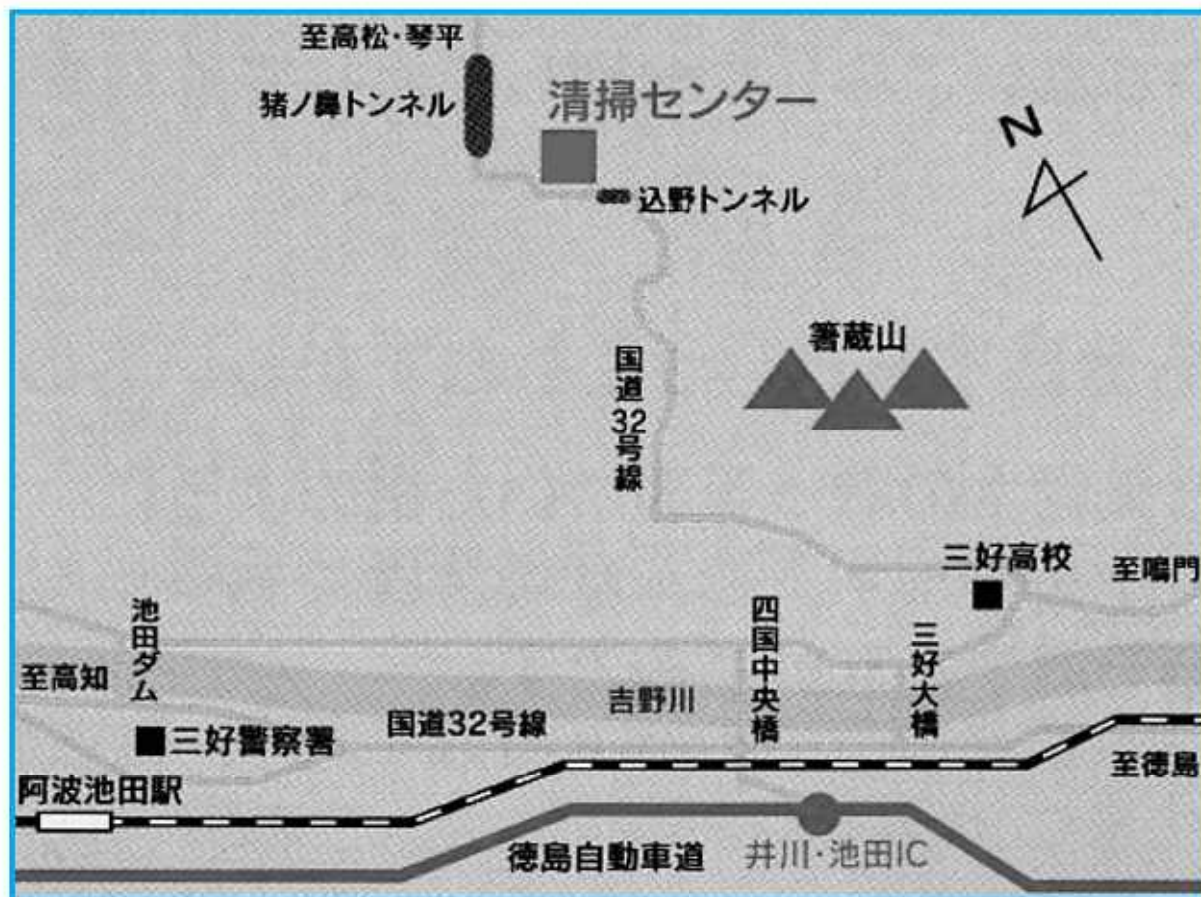 至高松・琴平
猪ノ鼻トンネル
清掃センター
N
込野トンネル
箸蔵山
国道32号線
三好高校
至鳴門
池田ダム
四国中央橋
三好大橋
至高知
吉野川
国道32号線
三好警察署
至徳島
阿波池田駅
徳島自動車道
井川・池田IC